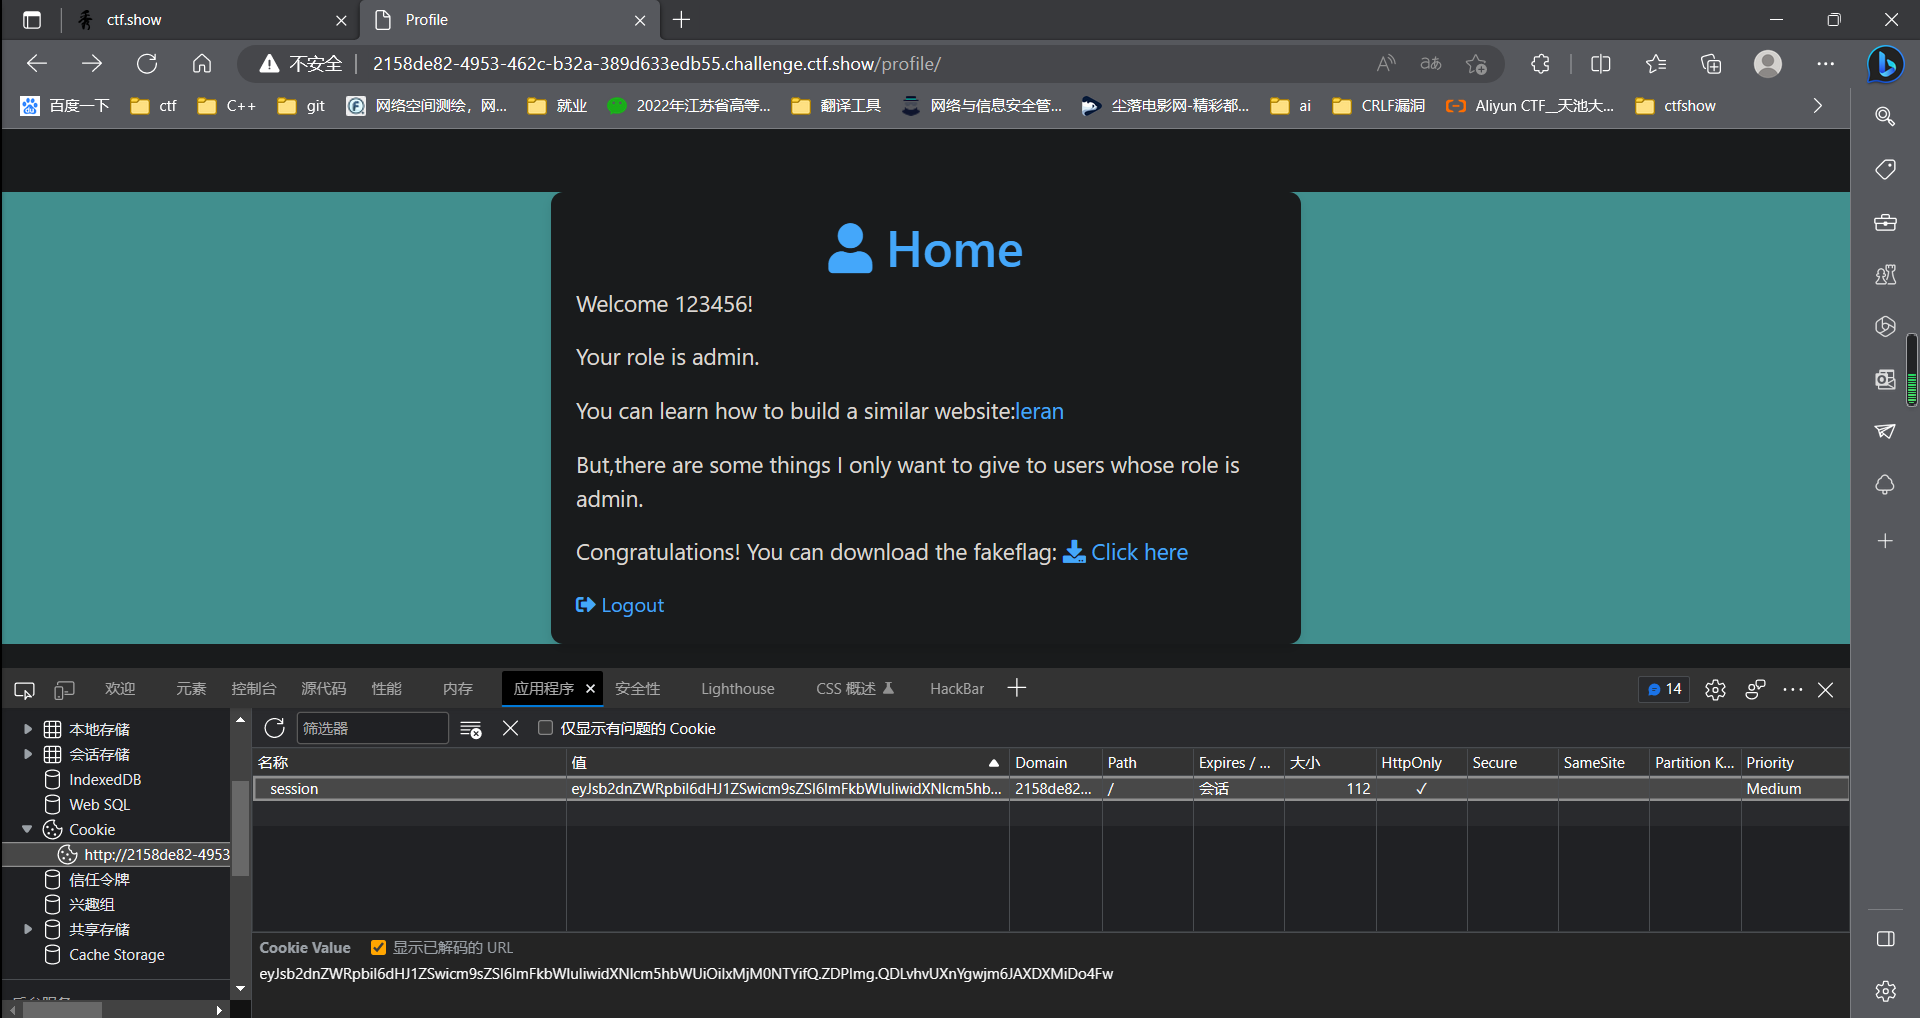 ctf.show
Profile
不安全
2158de82-4953-462c-b32a-389d633edb55.challenge.ctf.show/profile/
百度一下
ctf
C++
git
网络空间测绘，网...
就业
2022年江苏省高等...
翻译工具
网络与信息安全管...
尘落电影网-精彩都...
ai
CRLF漏洞
Aliyun CTF__天池大...
ctfshow
Home
Welcome 123456!
Your role is admin.
You can learn how to build a similar website:leran
But,there are some things I only want to give to users whose role is
admin.
Congratulations! You can download the fakeflag: Click here
Logout
欢迎 元素 控制台 源代码 性能 内存 应用程序 安全性 Lighthouse CSS 概述 HackBar 14
本地存储
会话存储
IndexedDB
Web SQL
Cookie
http://2158de82-4953
信任令牌
兴趣组
共享存储
Cache Storage
筛选器
仅显示有问题的 Cookie
名称 值 Domain Path Expires / ... 大小 HttpOnly Secure SameSite Partition K... Priority
session eyJsb2dnZWRpbiI6dHJ1ZSwicm9sZSI6ImFkbWluIiwidXNlcm5hb... 2158de82... / 会话 112 ✓ Medium
Cookie Value 显示已解码的 URL
eyJsb2dnZWRpbiI6dHJ1ZSwicm9sZSI6ImFkbWluIiwidXNlcm5hbWUiOiIxMjM0NTYifQ.ZDPlmg.QDLvhvUXnYgwjm6JAXDXMiDo4Fw